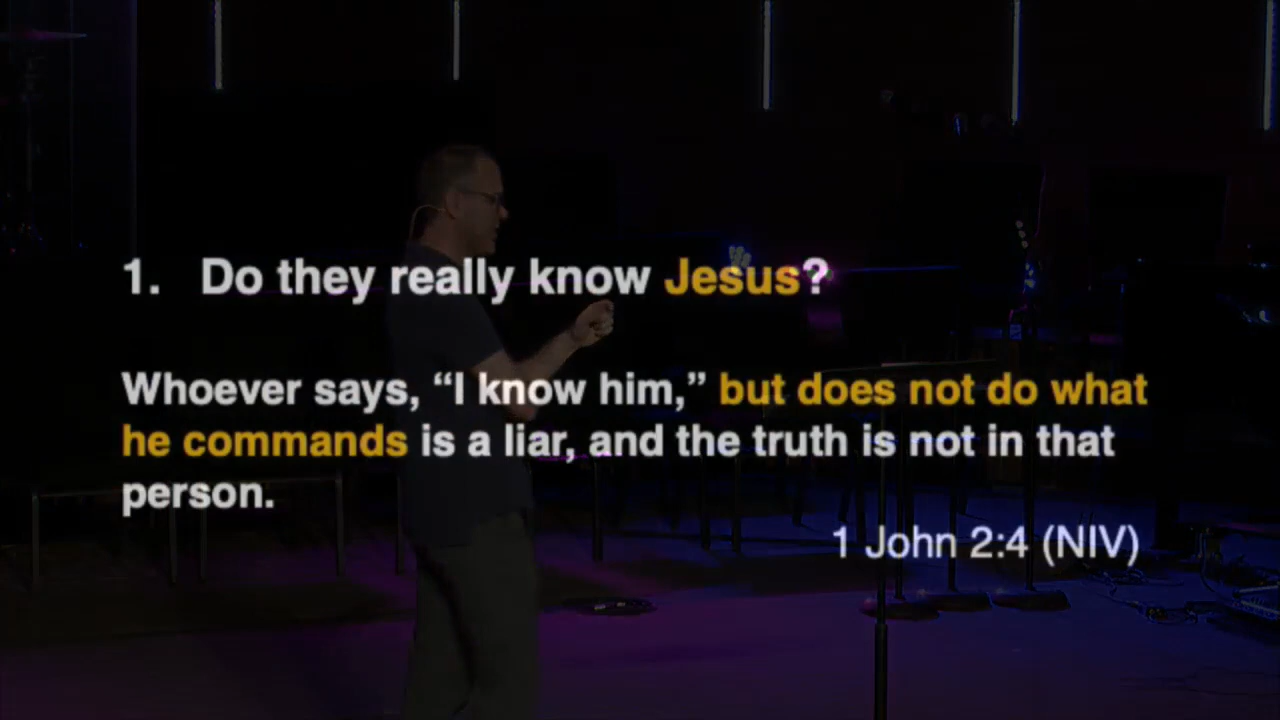 1. Do they really know Jesus?
Whoever says, “I know him,” but does not do what
he commands is a liar, and the truth is not in that
person.
1 John 2:4 (NIV)